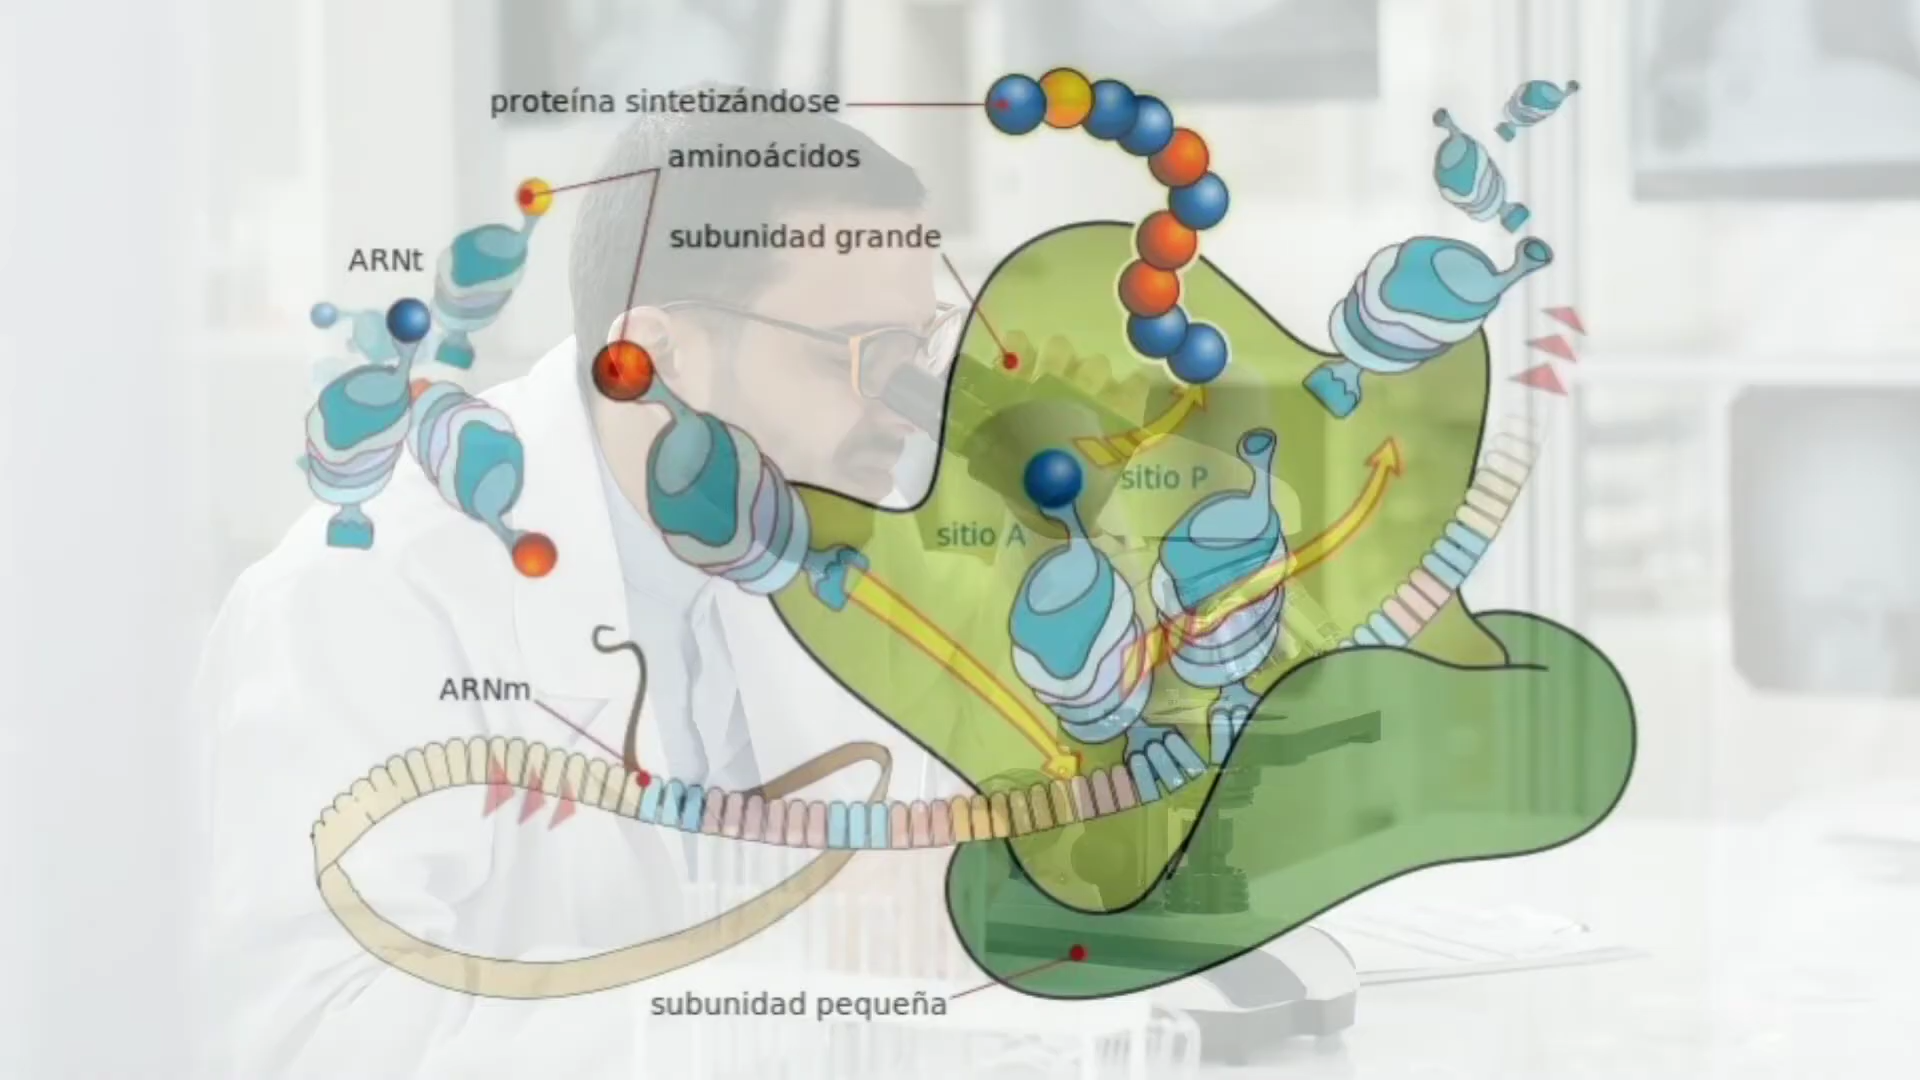 proteína sintetizándose
aminoácidos
subunidad grande
ARNt
sitio P
sitio A
ARNm
subunidad pequeña